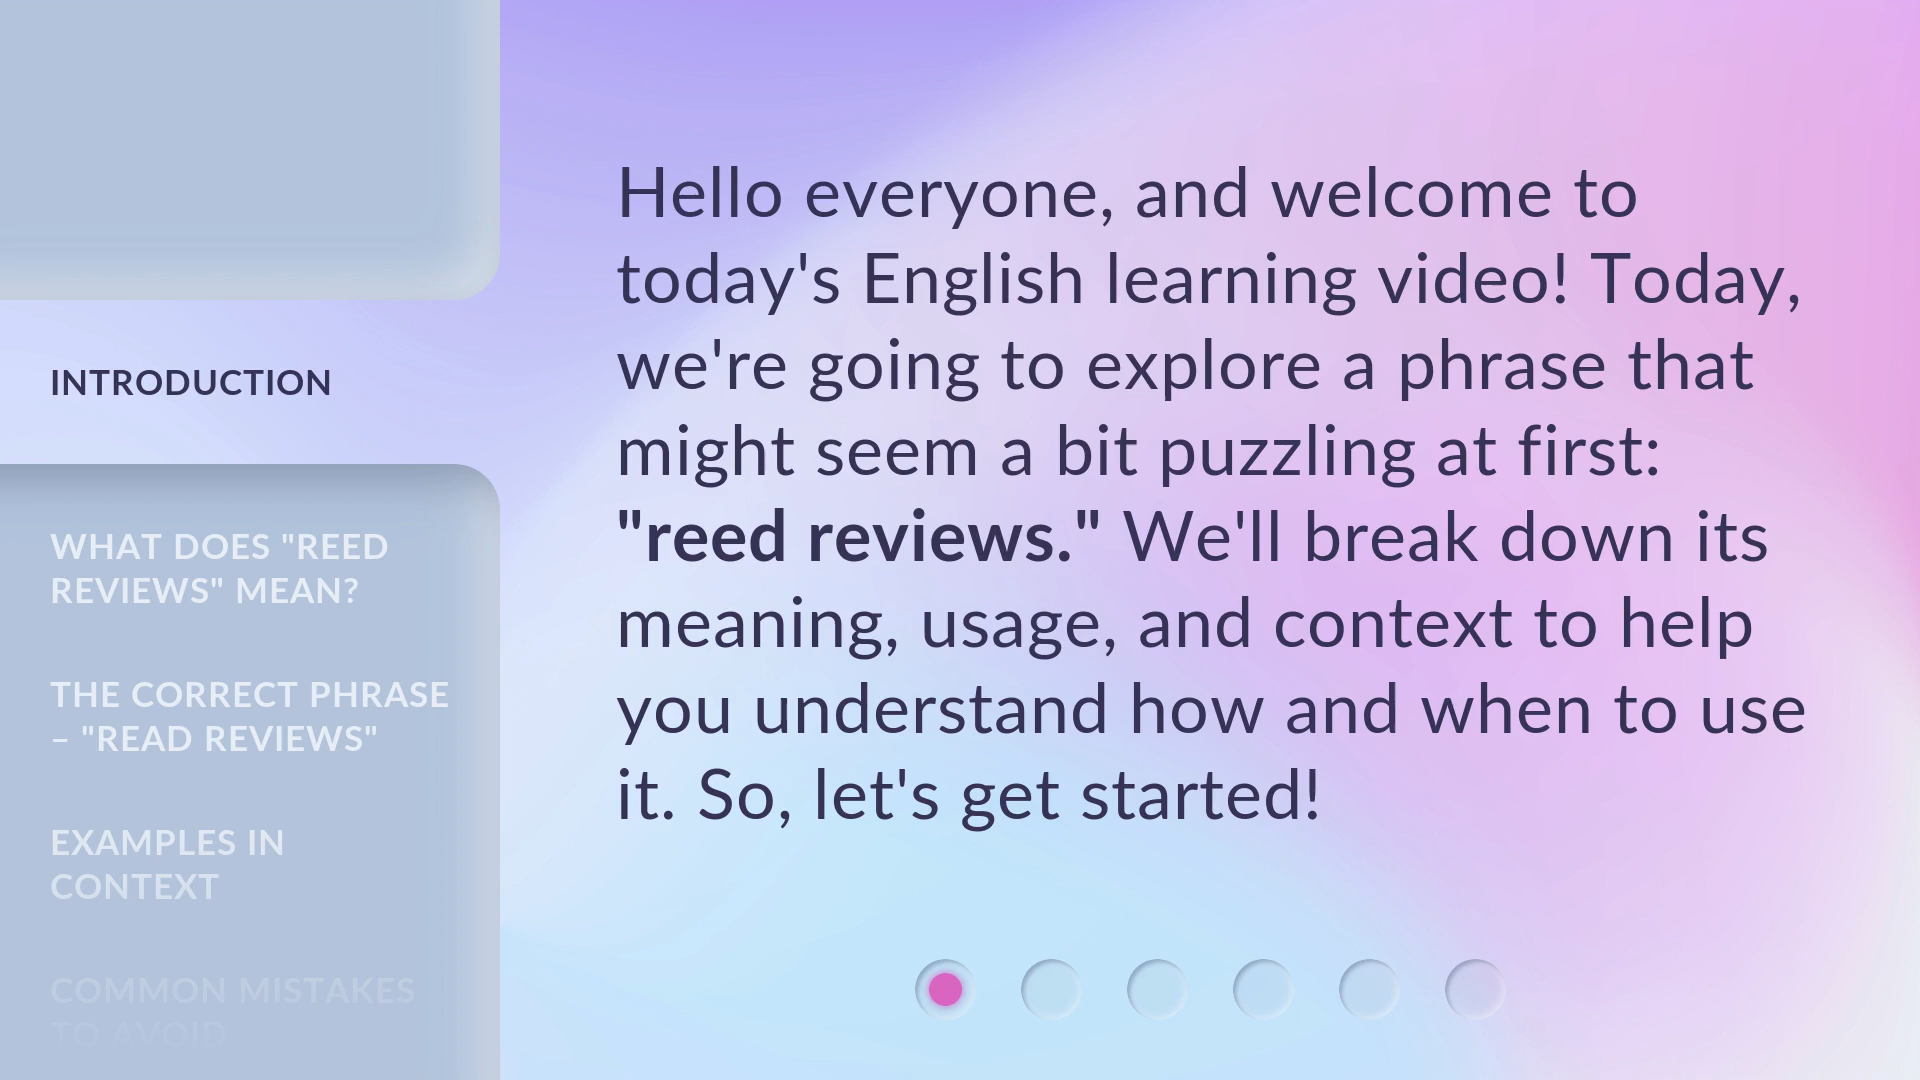 INTRODUCTION
WHAT DOES "REED
REVIEWS" MEAN?
THE CORRECT PHRASE
– "READ REVIEWS"
EXAMPLES IN
CONTEXT
COMMON MISTAKES
TO AVOID
Hello everyone, and welcome to
today's English learning video! Today,
we're going to explore a phrase that
might seem a bit puzzling at first:
"reed reviews." We'll break down its
meaning, usage, and context to help
you understand how and when to use
it. So, let's get started!